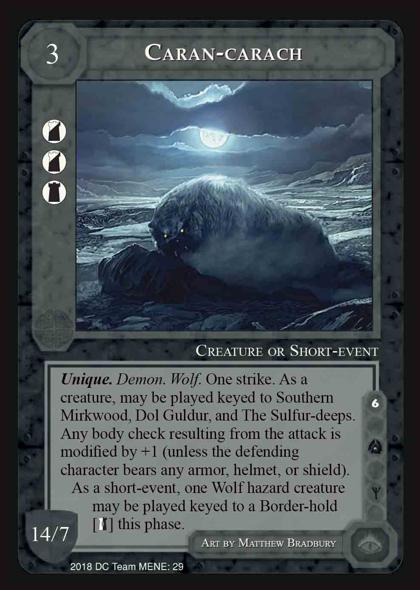 3
CARAN-CARACH
CREATURE OR SHORT-EVENT
Unique. Demon. Wolf. One strike. As a
creature, may be played keyed to Southern
Mirkwood, Dol Guldur, and The Sulfur-deeps.
Any body check resulting from the attack is
modified by +1 (unless the defending
character bears any armor, helmet, or shield).
As a short-event, one Wolf hazard creature
may be played keyed to a Border-hold
[] this phase.
6
14/7
ART BY MATTHEW BRADBURY
2018 DC Team MENE: 29